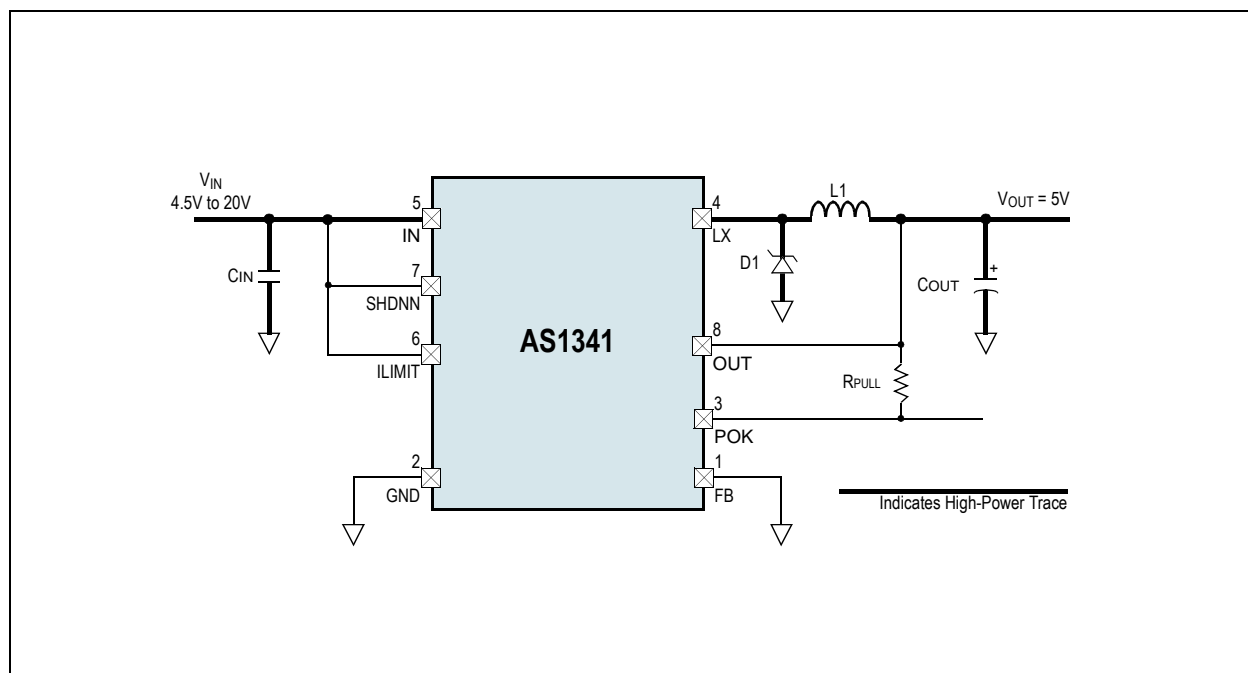 VIN
4.5V to 20V
5
IN
CIN
7
SHDNN
6
ILIMIT
2
GND
AS1341
4
LX
L1
VOUT = 5V
D1
+
COUT
8
OUT
RPULL
3
POK
1
FB
Indicates High-Power Trace